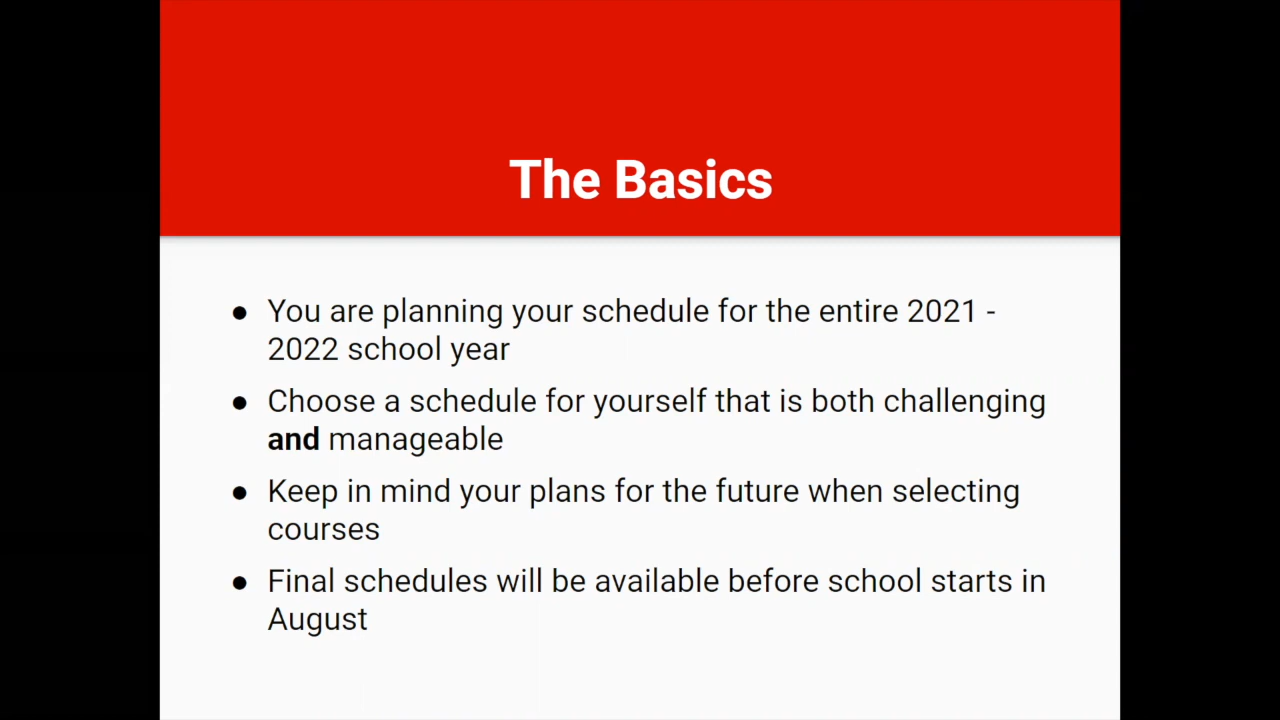 The Basics
● You are planning your schedule for the entire 2021 -
2022 school year
● Choose a schedule for yourself that is both challenging
and manageable
● Keep in mind your plans for the future when selecting
courses
● Final schedules will be available before school starts in
August